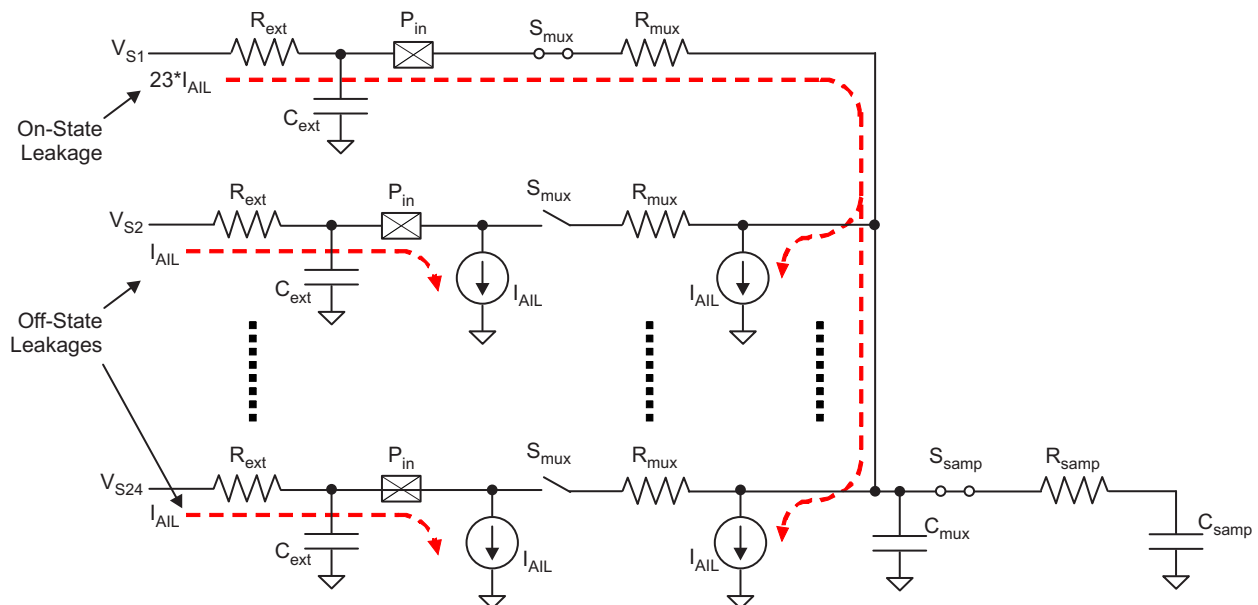 R_ext P_in S_mux R_mux
V_S1
23*I_AIL
C_ext
On-State
Leakage
R_ext P_in S_mux R_mux
V_S2
I_AIL
C_ext I_AIL I_AIL
Off-State
Leakages
R_ext P_in S_mux R_mux S_samp R_samp
V_S24
I_AIL
C_ext I_AIL I_AIL C_mux C_samp